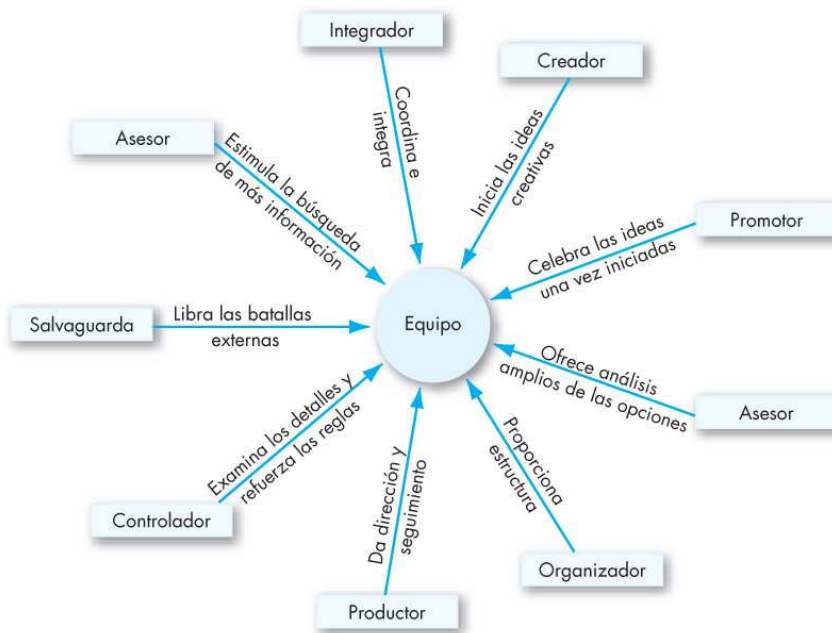 Integrador
Coordina e
integra
Creador
Inicia las ideas
creativas
Promotor
Celebra las ideas
una vez iniciadas
Asesor
Ofrece análisis
amplios de las opciones
Organizador
Proporciona
estructura
Productor
Da dirección y
seguimiento
Controlador
Examina los detalles y
refuerza las reglas
Salvaguarda
Libra las batallas
externas
Asesor
Estimula la búsqueda
de más información
Equipo